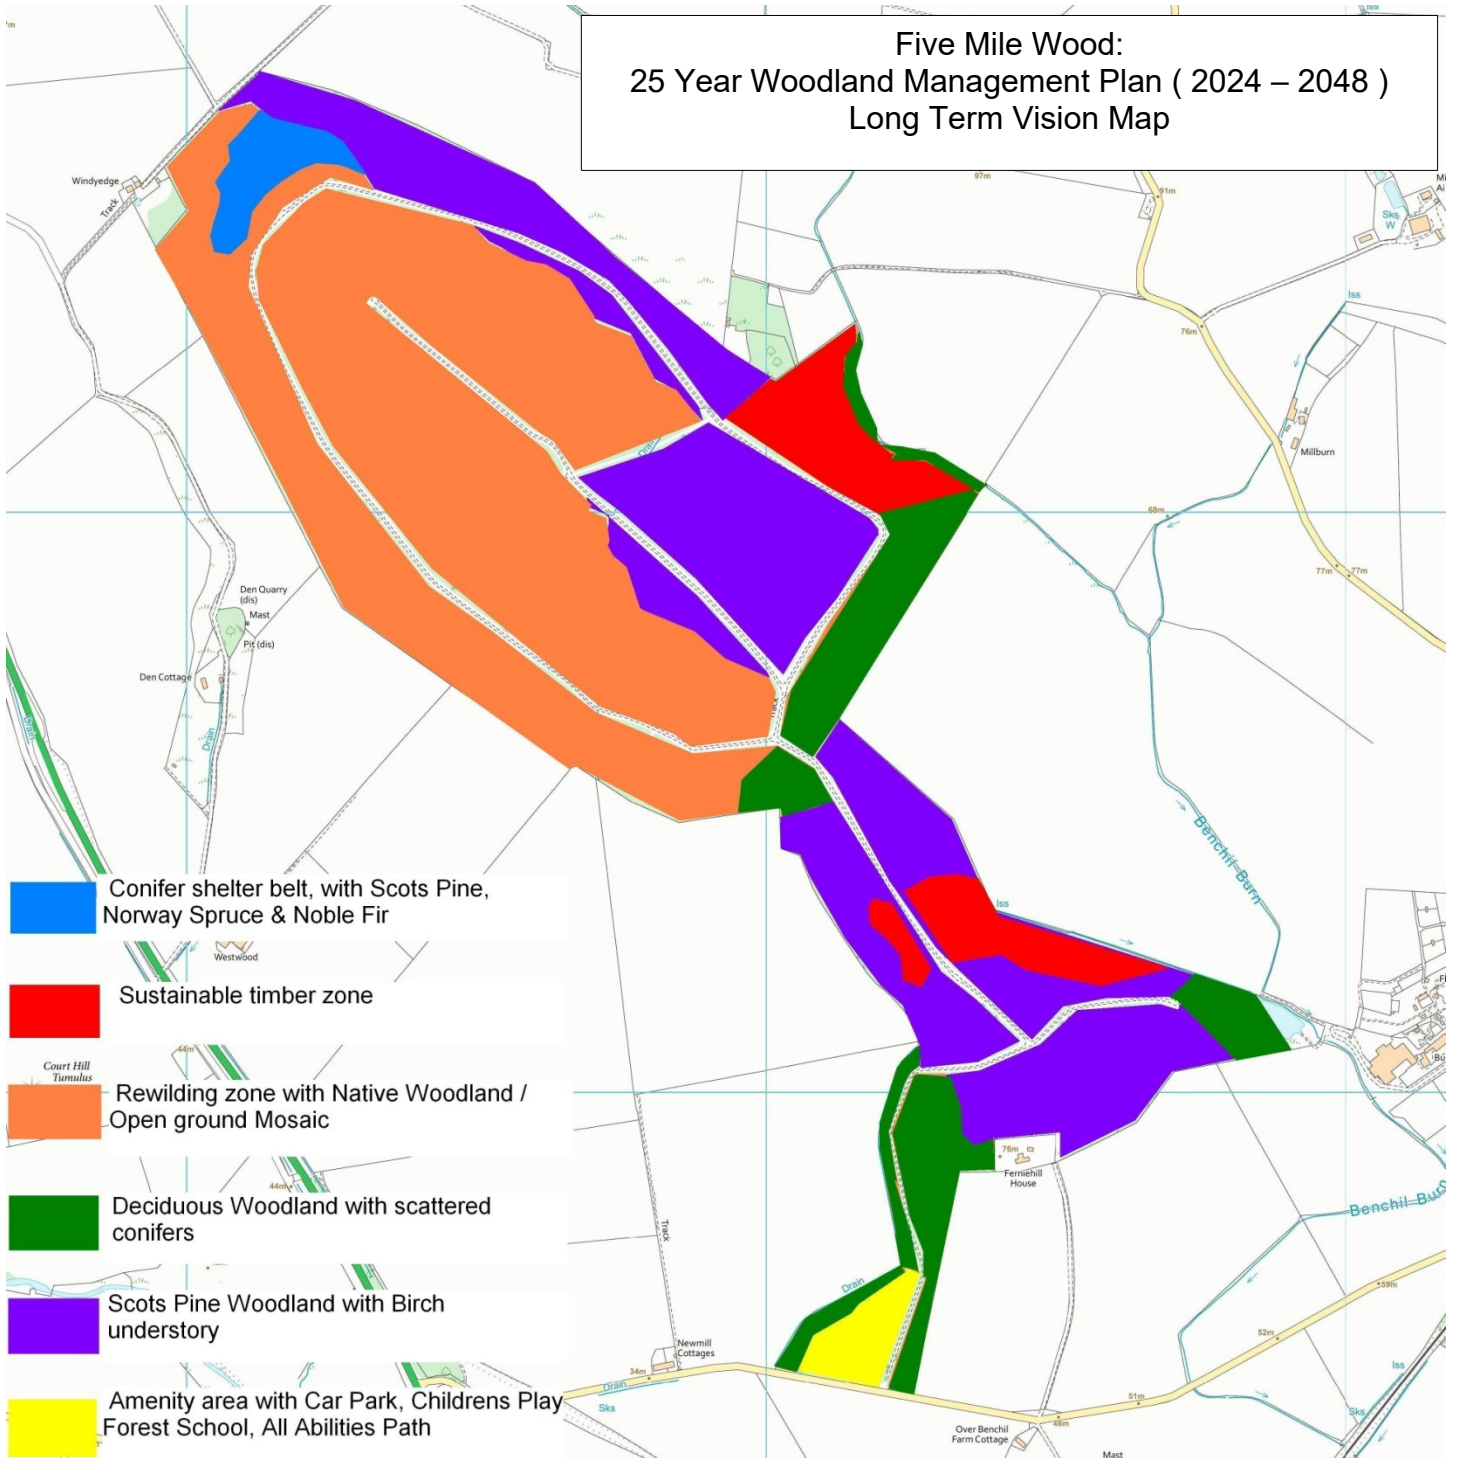 Five Mile Wood:
25 Year Woodland Management Plan ( 2024 – 2048 )
Long Term Vision Map
Iss
97m
91m
Sks
W
Windyedge
Track
Iss
76m
Drain
Millburn
68m
77m
77m
Den Quarry
(dis)
Mast
Pit (dis)
Den Cottage
Drain
Drain
Track
Benchil Burn
Conifer shelter belt, with Scots Pine,
Norway Spruce & Noble Fir
Iss
Westwood
Sustainable timber zone
44m
Court Hill
Tumulus
Rewilding zone with Native Woodland /
Open ground Mosaic
76m
Ferniehill
House
44m
Deciduous Woodland with scattered
conifers
Track
Benchil Burn
Drain
59m
Scots Pine Woodland with Birch
understory
52m
Newmill
Cottages
34m
Iss
Drain
Sks
51m
Amenity area with Car Park, Childrens Play
Forest School, All Abilities Path
48m
Sks
Over Benchil
Farm Cottage
Mast